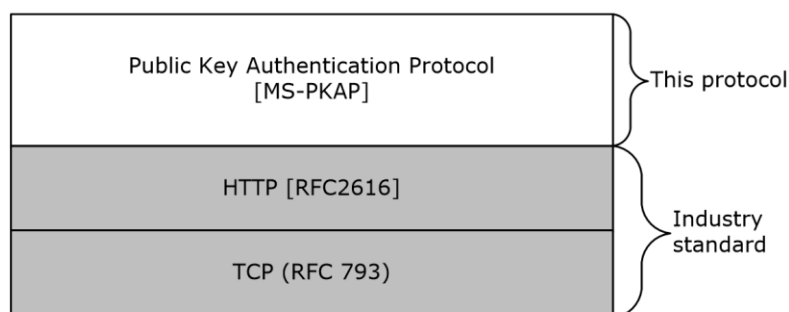 Public Key Authentication Protocol
[MS-PKAP]
This protocol
HTTP [RFC2616]
Industry
standard
TCP (RFC 793)